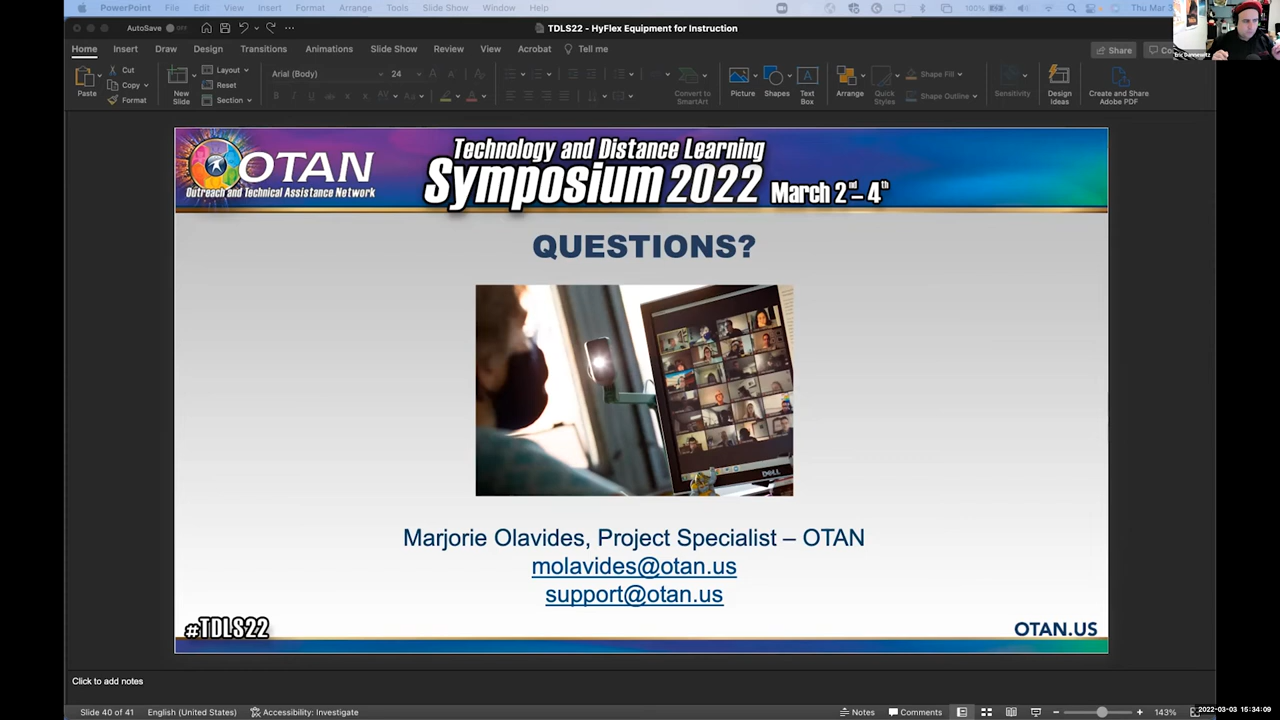 PowerPoint File Edit View Insert Format Arrange Tools Slide Show Window Help 100% Thu Mar 3
AutoSave TDLS22 - HyFlex Equipment for Instruction
Home Insert Draw Design Transitions Animations Slide Show Review View Acrobat Tell me Share
Paste Cut Copy Format
New Slide Layout Reset Section
Arial (Body) 24
Convert to SmartArt
Picture Shapes Text Box
Arrange Quick Styles Shape Fill Shape Outline
Sensitivity Design Ideas Create and Share Adobe PDF
OTAN
Outreach and Technical Assistance Network
Technology and Distance Learning
Symposium 2022 March 2nd – 4th
QUESTIONS?
DELL
Marjorie Olavides, Project Specialist – OTAN
molavides@otan.us
support@otan.us
#TDLS22
OTAN.US
Click to add notes
Slide 40 of 41 English (United States) Accessibility: Investigate Notes Comments 143%
2022-03-03 15:34:09